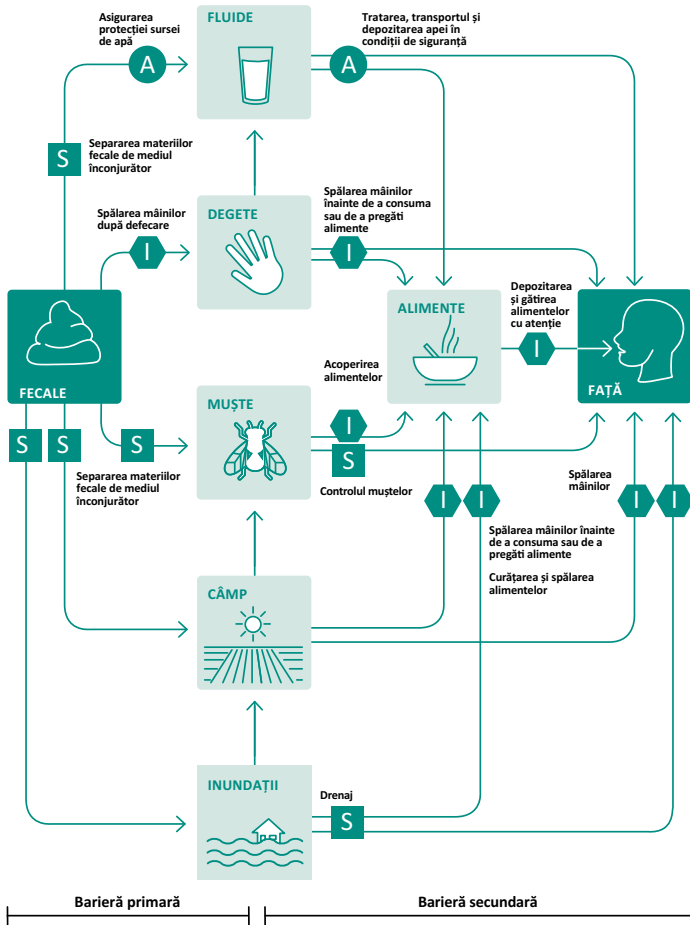 Asigurarea
protecției sursei
de apă
A
FLUIDE
A
Tratarea, transportul și
depozitarea apei în
condiții de siguranță
S
Separarea materiilor
fecale de mediul
înconjurător
Spălarea mâinilor
după defecare
I
DEGETE
Spălarea mâinilor
înainte de a consuma
sau de a pregăti
alimente
I
FECALE
ALIMENTE
Depozitarea
și gătirea
alimentelor
cu atenție
I
FAȚĂ
S
S
S
Separarea materiilor
fecale de mediul
înconjurător
MUȘTE
Acoperirea
alimentelor
I
S
Controlul muștelor
I
I
Spălarea mâinilor înainte
de a consuma sau de a
pregăti alimente
Curățarea și spălarea
alimentelor
Spălarea
mâinilor
I
I
CÂMP
INUNDAȚII
Drenaj
S
Barieră primară
Barieră secundară